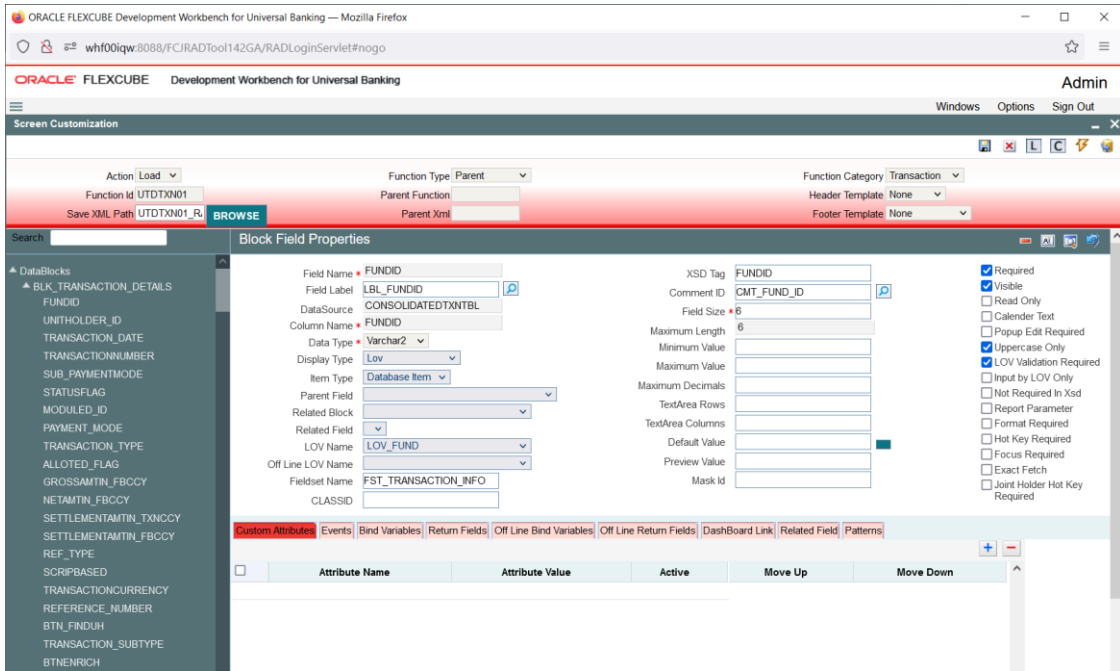 ORACLE FLEXCUBE Development Workbench for Universal Banking — Mozilla Firefox
whf00iqw:8088/FCJRADTool142GA/RADLoginServlet#nogo
ORACLE FLEXCUBE Development Workbench for Universal Banking Admin
Windows Options Sign Out
Screen Customization
L C
Action Load Function Type Parent Function Category Transaction
Function Id UTDTXN01 Parent Function Header Template None
Save XML Path UTDTXN01_RA BROWSE Parent Xml Footer Template None
Search
DataBlocks
BLK_TRANSACTION_DETAILS
FUNDID
UNITHOLDER_ID
TRANSACTION_DATE
TRANSACTIONNUMBER
SUB_PAYMENTMODE
STATUSFLAG
MODULED_ID
PAYMENT_MODE
TRANSACTION_TYPE
ALLOTED_FLAG
GROSSAMTIN_FBCCY
NETAMTIN_FBCCY
SETTLEMENTAMTIN_TXNCCY
SETTLEMENTAMTIN_FBCCY
REF_TYPE
SCRIPBASED
TRANSACTIONCURRENCY
REFERENCE_NUMBER
BTN_FINDUH
TRANSACTION_SUBTYPE
BTNENRICH
Block Field Properties
Field Name * FUNDID
Field Label LBL_FUNDID
DataSource CONSOLIDATEDTXNTBL
Column Name * FUNDID
Data Type * Varchar2
Display Type Lov
Item Type Database Item
Parent Field
Related Block
Related Field
LOV Name LOV_FUND
Off Line LOV Name
Fieldset Name FST_TRANSACTION_INFO
CLASSID
XSD Tag FUNDID
Comment ID CMT_FUND_ID
Field Size * 6
Maximum Length 6
Minimum Value
Maximum Value
Maximum Decimals
TextArea Rows
TextArea Columns
Default Value
Preview Value
Mask Id
Required
Visible
Read Only
Calender Text
Popup Edit Required
Uppercase Only
LOV Validation Required
Input by LOV Only
Not Required In Xsd
Report Parameter
Format Required
Hot Key Required
Focus Required
Exact Fetch
Joint Holder Hot Key
Required
Custom Attributes Events Bind Variables Return Fields Off Line Bind Variables Off Line Return Fields DashBoard Link Related Field Patterns
Attribute Name Attribute Value Active Move Up Move Down